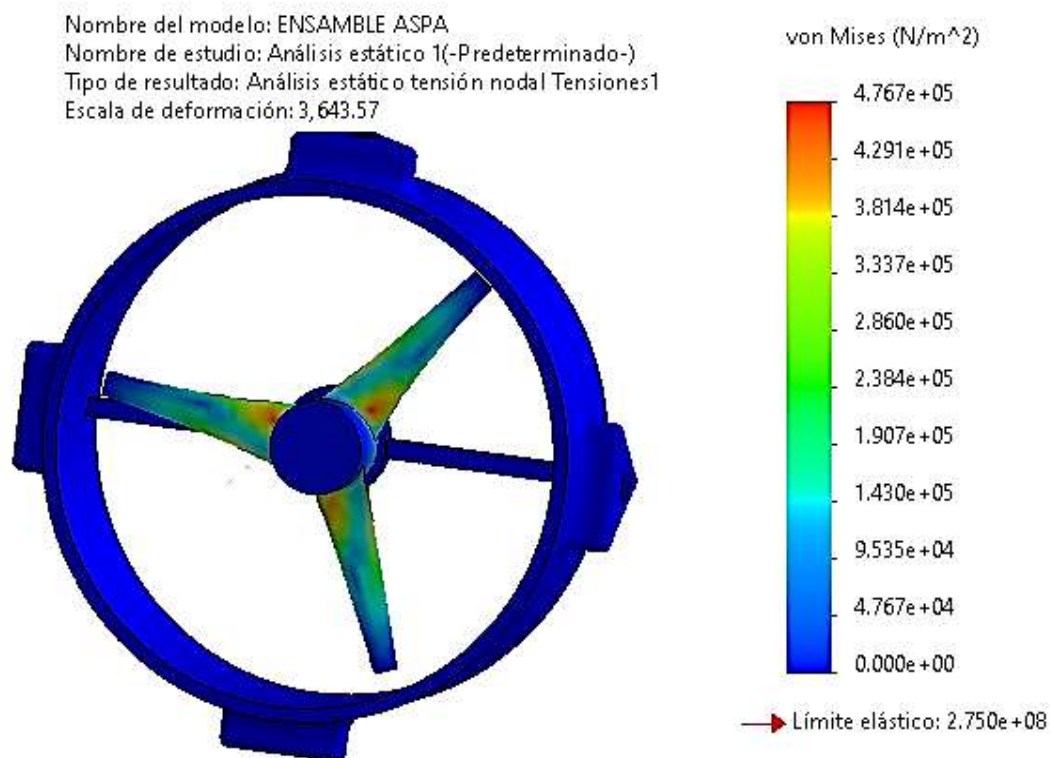 Nombre del modelo: ENSAMBLE ASPA
Nombre de estudio: Análisis estático 1(-Predeterminado-)
Tipo de resultado: Análisis estático tensión nodal Tensiones1
Escala de deformación: 3,643.57
von Mises (N/m^2)
4.767e+05
4.291e+05
3.814e+05
3.337e+05
2.860e+05
2.384e+05
1.907e+05
1.430e+05
9.535e+04
4.767e+04
0.000e+00
Límite elástico: 2.750e+08